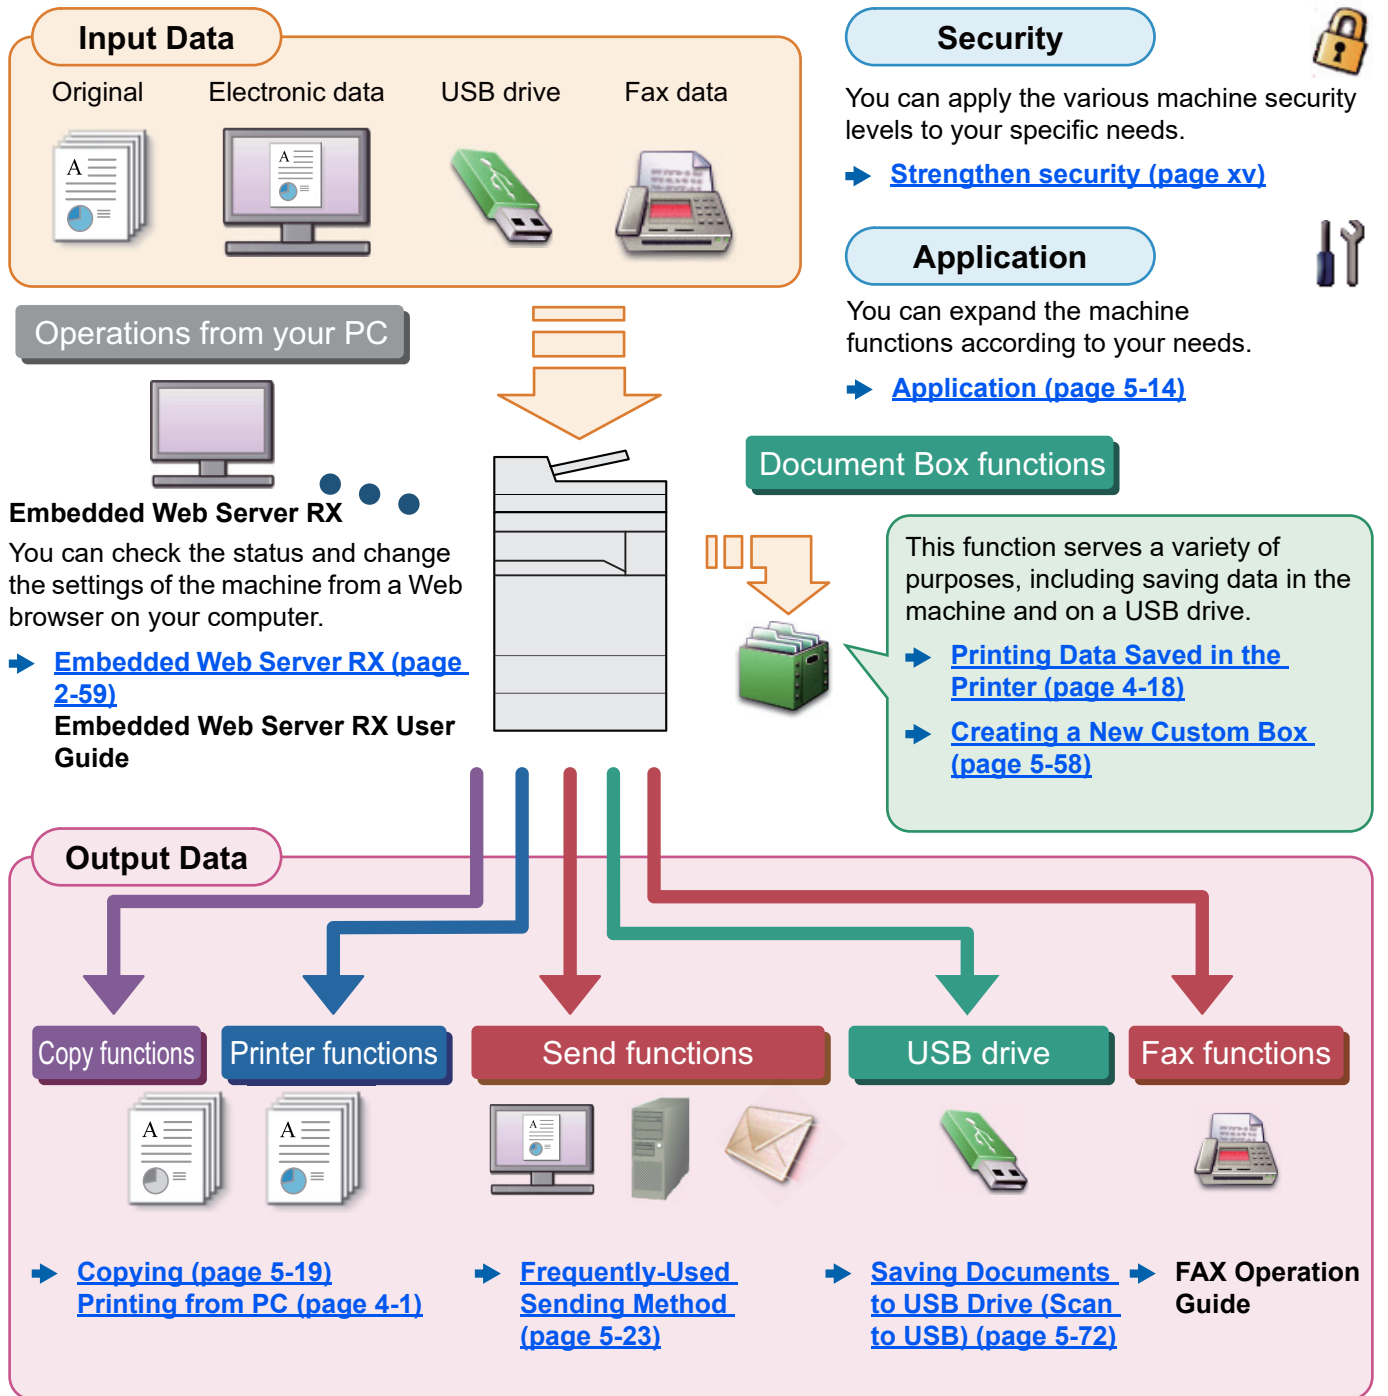 Input Data
Original
Electronic data
USB drive
Fax data
Security
You can apply the various machine security
levels to your specific needs.
Strengthen security (page xv)
Application
You can expand the machine
functions according to your needs.
Application (page 5-14)
Operations from your PC
Embedded Web Server RX
You can check the status and change
the settings of the machine from a Web
browser on your computer.
Embedded Web Server RX (page
2-59)
Embedded Web Server RX User
Guide
Document Box functions
This function serves a variety of
purposes, including saving data in the
machine and on a USB drive.
Printing Data Saved in the
Printer (page 4-18)
Creating a New Custom Box
(page 5-58)
Output Data
Copy functions
Printer functions
Send functions
USB drive
Fax functions
Copying (page 5-19)
Printing from PC (page 4-1)
Frequently-Used
Sending Method
(page 5-23)
Saving Documents
to USB Drive (Scan
to USB) (page 5-72)
FAX Operation
Guide